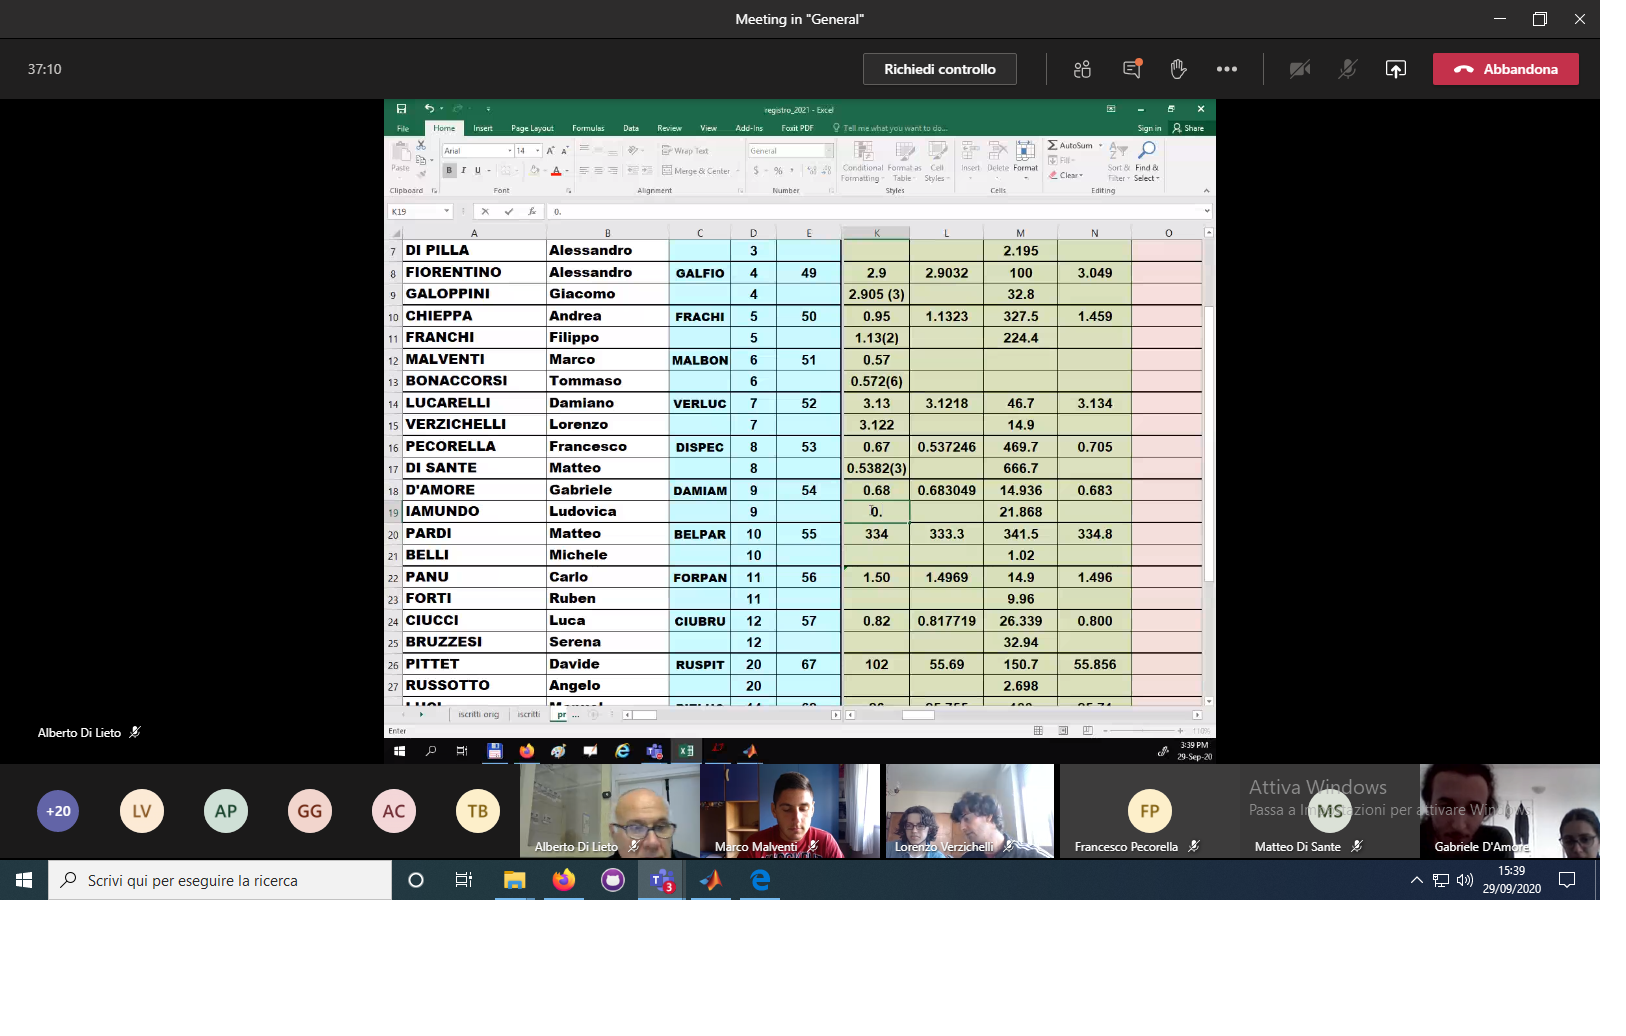 Meeting in "General"
37:10
Richiedi controllo
Abbandona
registro_2021 - Excel
File Home Insert Page Layout Formulas Data Review View Add-Ins Foxit PDF Tell me what you want to do... Sign in Share
Arial 14 Wrap Text General AutoSum
Paste Conditional Format as Cell Insert Delete Format Fill Sort & Find &
B I U A Merge & Center $ % Formatting Table Styles Clear Filter Select
Clipboard Font Alignment Number Styles Cells Editing
K19 fx 0.
A B C D E K L M N O
7 DI PILLA Alessandro 3 2.195
8 FIORENTINO Alessandro GALFIO 4 49 2.9 2.9032 100 3.049
9 GALOPPINI Giacomo 4 2.905 (3) 32.8
10 CHIEPPA Andrea FRACHI 5 50 0.95 1.1323 327.5 1.459
11 FRANCHI Filippo 5 1.13(2) 224.4
12 MALVENTI Marco MALBON 6 51 0.57
13 BONACCORSI Tommaso 6 0.572(6)
14 LUCARELLI Damiano VERLUC 7 52 3.13 3.1218 46.7 3.134
15 VERZICHELLI Lorenzo 7 3.122 14.9
16 PECORELLA Francesco DISPEC 8 53 0.67 0.537246 469.7 0.705
17 DI SANTE Matteo 8 0.5382(3) 666.7
18 D'AMORE Gabriele DAMIAM 9 54 0.68 0.683049 14.936 0.683
19 IAMUNDO Ludovica 9 0. 21.868
20 PARDI Matteo BELPAR 10 55 334 333.3 341.5 334.8
21 BELLI Michele 10 1.02
22 PANU Carlo FORPAN 11 56 1.50 1.4969 14.9 1.496
23 FORTI Ruben 11 9.96
24 CIUCCI Luca CIUBRU 12 57 0.82 0.817719 26.339 0.800
25 BRUZZESI Serena 12 32.94
26 PITTET Davide RUSPIT 20 67 102 55.69 150.7 55.856
27 RUSSOTTO Angelo 20 2.698
iscritti orig iscritti pr ...
Enter 110%
Alberto Di Lieto
3:39 PM
29-Sep-20
+20 LV AP GG AC TB FP MS
Attiva Windows
Passa a Impostazioni per attivare Windows.
Alberto Di Lieto Marco Malventi Lorenzo Verzichelli Francesco Pecorella Matteo Di Sante Gabriele D'Amore
Scrivi qui per eseguire la ricerca
3
15:39
29/09/2020